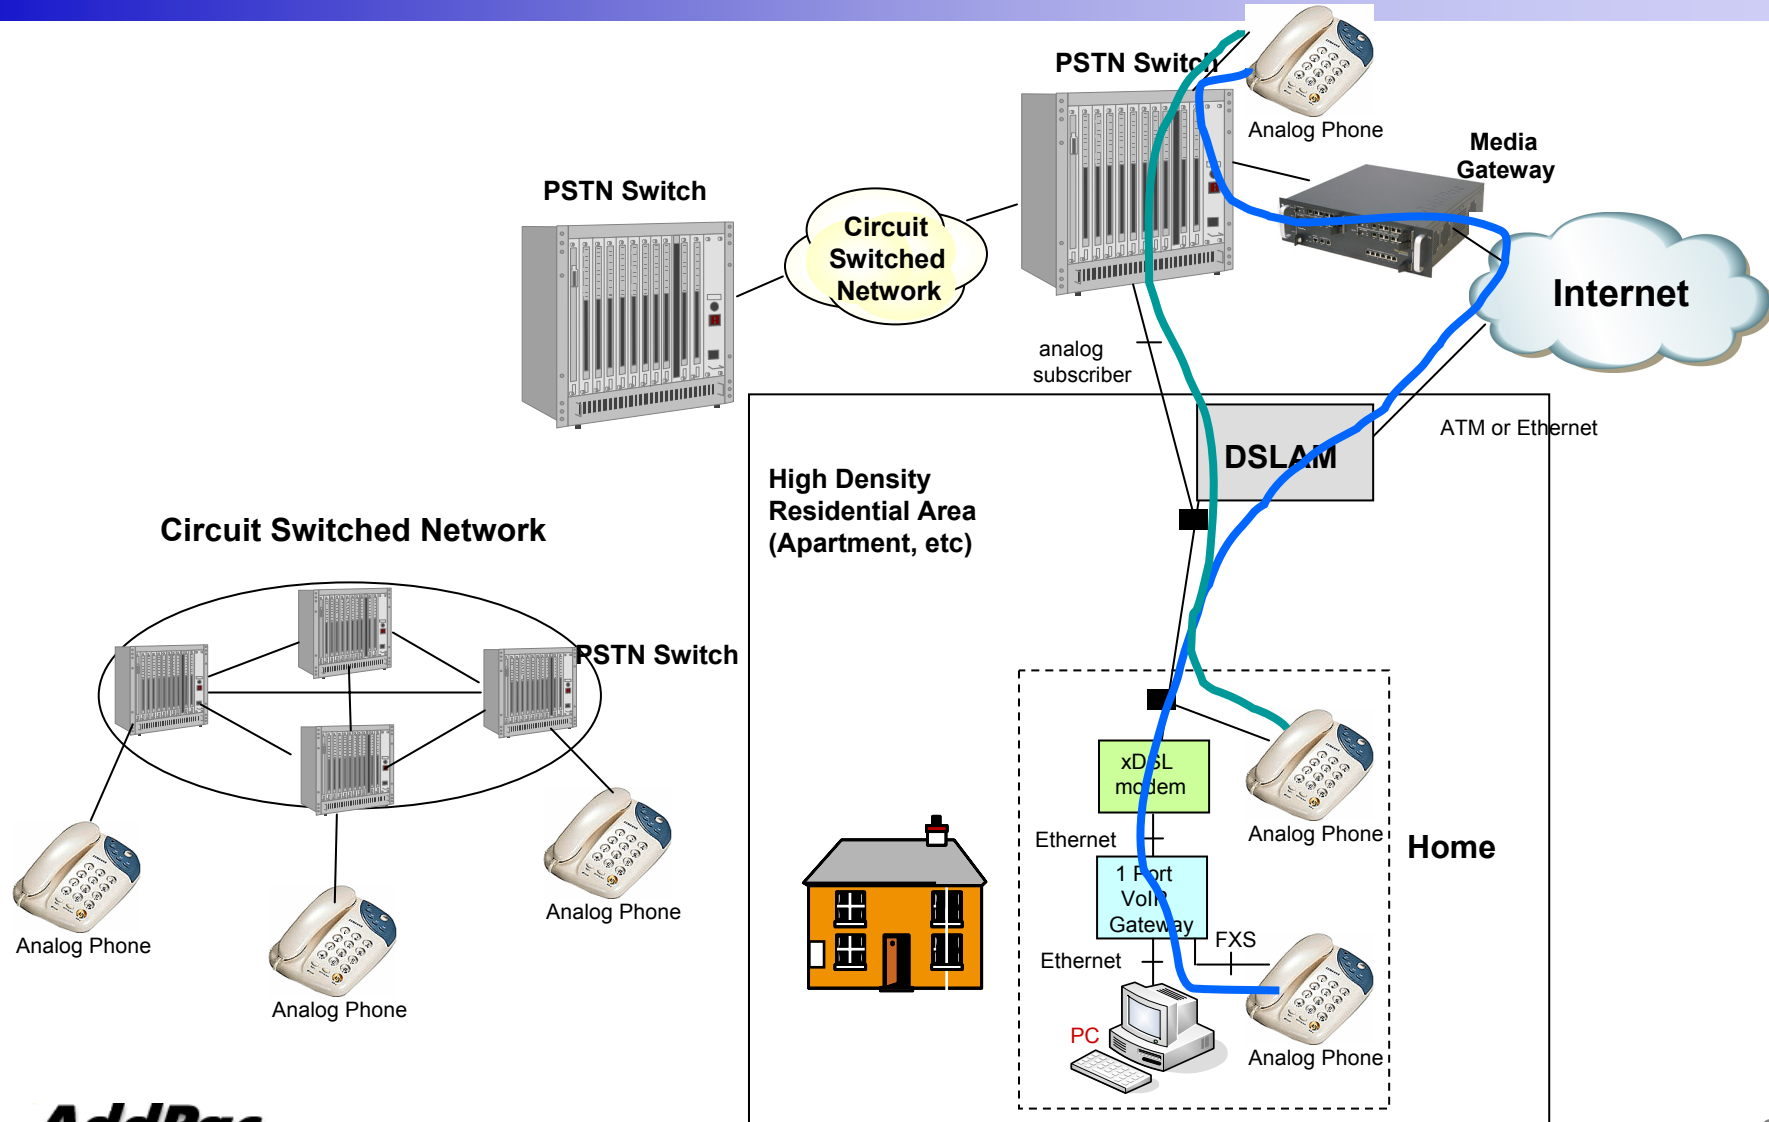 PSTN Switch
Analog Phone
Media
Gateway
PSTN Switch
Circuit
Switched
Network
Internet
analog
subscriber
ATM or Ethernet
DSLAM
High Density
Residential Area
(Apartment, etc)
Circuit Switched Network
PSTN Switch
xDSL
modem
Analog Phone
Ethernet
Home
1 Port
VoIP
Gateway
FXS
Ethernet
PC
Analog Phone
Analog Phone
Analog Phone
Analog Phone
AddPac